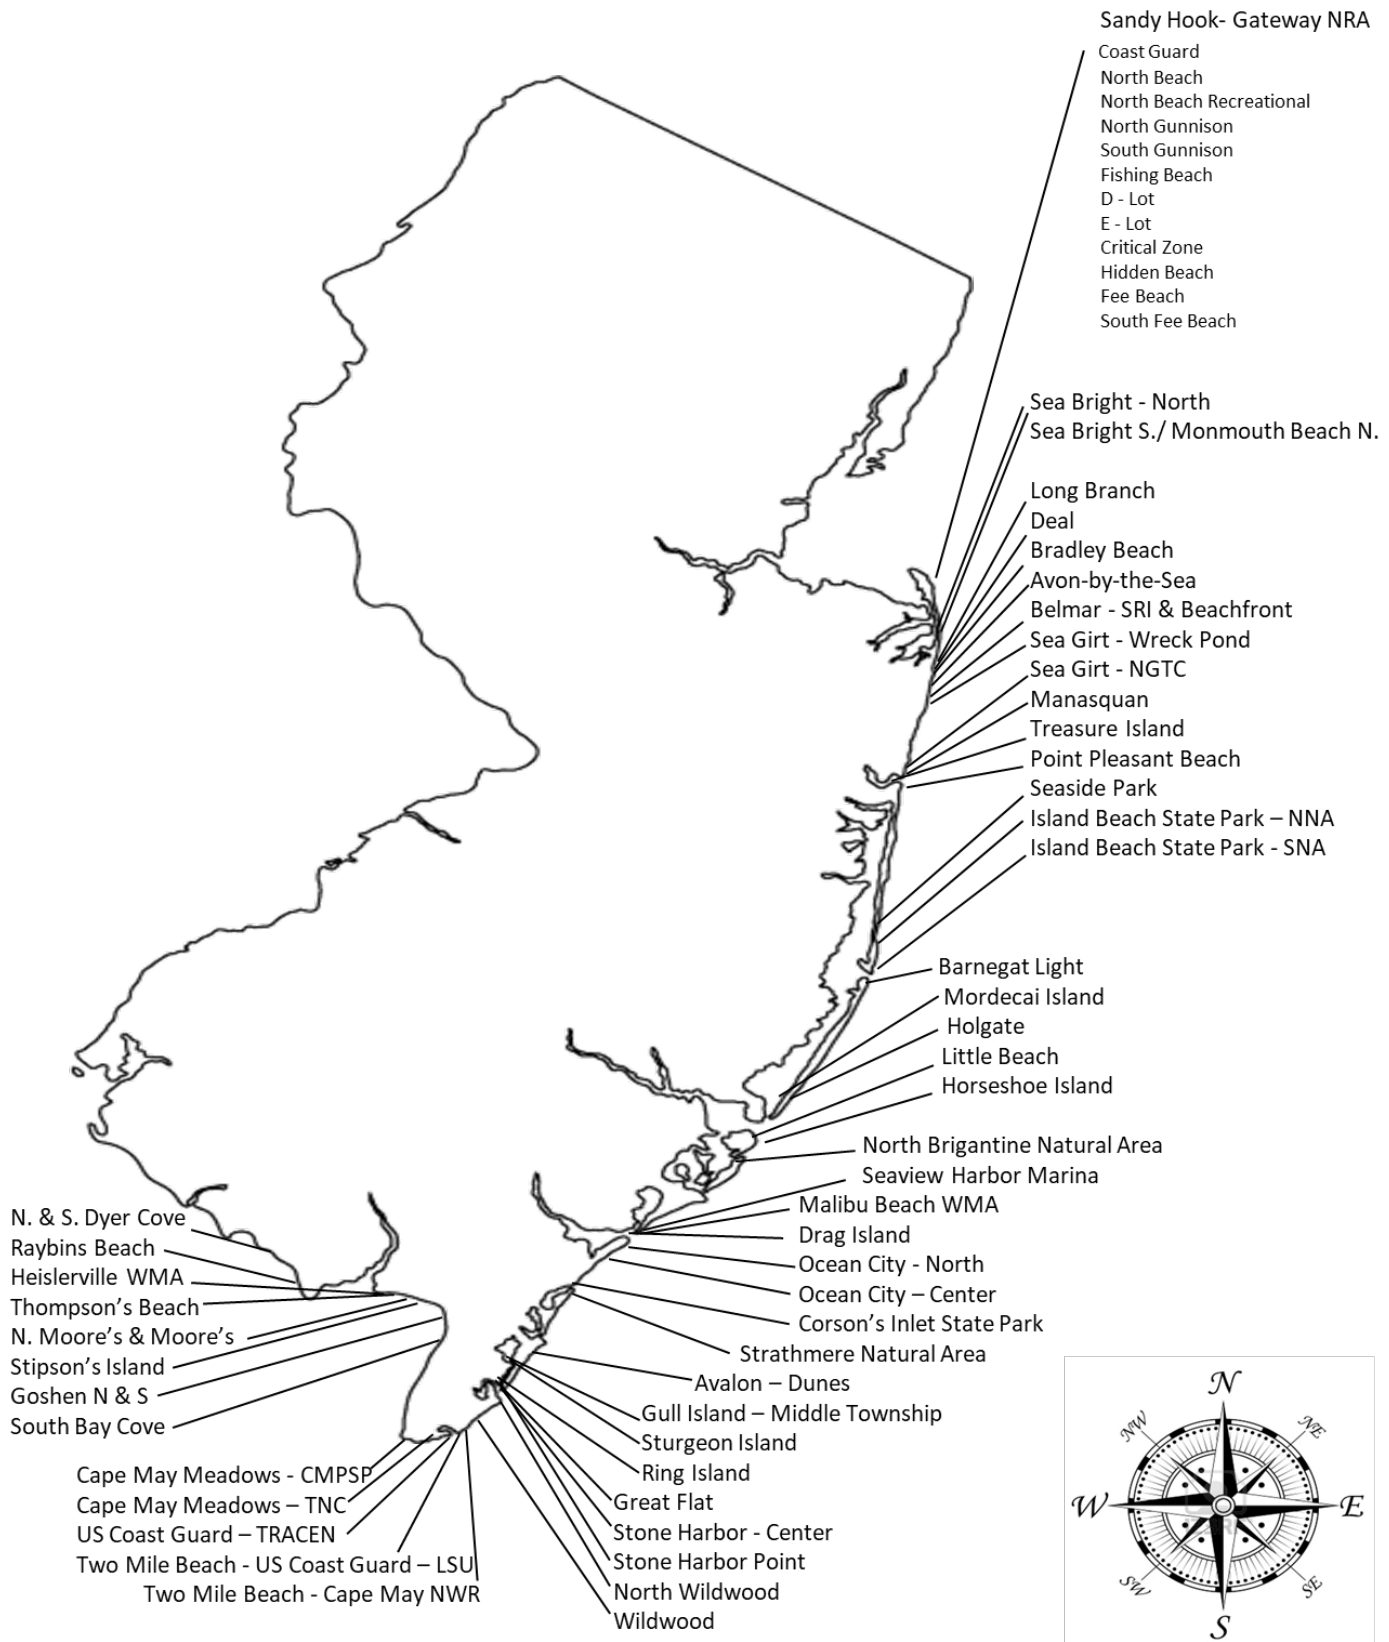 Sandy Hook- Gateway NRA
Coast Guard
North Beach
North Beach Recreational
North Gunnison
South Gunnison
Fishing Beach
D - Lot
E - Lot
Critical Zone
Hidden Beach
Fee Beach
South Fee Beach
Sea Bright - North
Sea Bright S./ Monmouth Beach N.
Long Branch
Deal
Bradley Beach
Avon-by-the-Sea
Belmar - SRI & Beachfront
Sea Girt - Wreck Pond
Sea Girt - NGTC
Manasquan
Treasure Island
Point Pleasant Beach
Seaside Park
Island Beach State Park – NNA
Island Beach State Park - SNA
Barnegat Light
Mordecai Island
Holgate
Little Beach
Horseshoe Island
North Brigantine Natural Area
Seaview Harbor Marina
Malibu Beach WMA
Drag Island
Ocean City - North
Ocean City – Center
Corson's Inlet State Park
Strathmere Natural Area
Avalon – Dunes
Gull Island – Middle Township
Sturgeon Island
Ring Island
Great Flat
Stone Harbor - Center
Stone Harbor Point
North Wildwood
Wildwood
N. & S. Dyer Cove
Raybins Beach
Heislerville WMA
Thompson's Beach
N. Moore's & Moore's
Stipson's Island
Goshen N & S
South Bay Cove
Cape May Meadows - CMPSP
Cape May Meadows – TNC
US Coast Guard – TRACEN
Two Mile Beach - US Coast Guard – LSU
Two Mile Beach - Cape May NWR
N
NW
NE
W
E
SW
SE
S